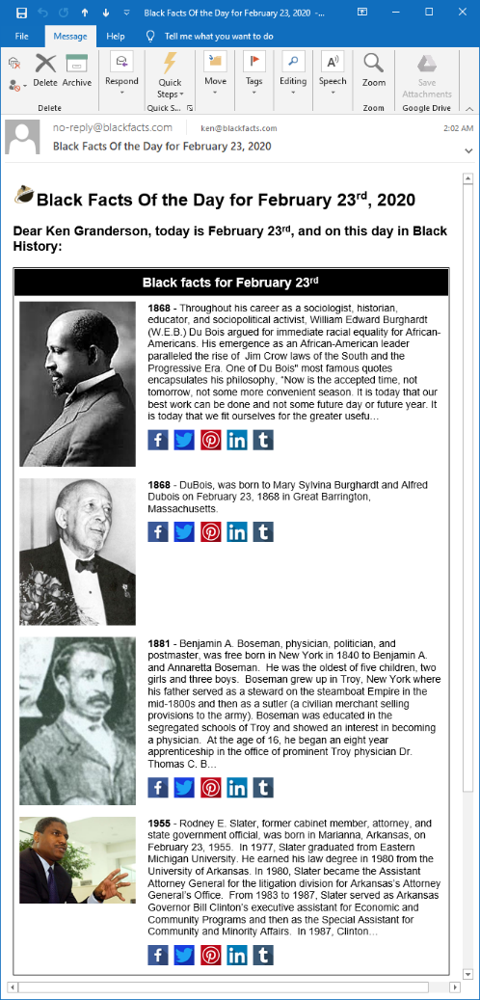 Black Facts Of the Day for February 23, 2020 -...
File Message Help Tell me what you want to do
Delete Archive Respond Quick Steps Move Tags Editing Speech Zoom Save Attachments
Delete Quick S... Zoom Google Drive
no-reply@blackfacts.com ken@blackfacts.com 2:02 AM
Black Facts Of the Day for February 23, 2020
Black Facts Of the Day for February 23rd, 2020
Dear Ken Granderson, today is February 23rd, and on this day in Black
History:
Black facts for February 23rd
1868 - Throughout his career as a sociologist, historian,
educator, and sociopolitical activist, William Edward Burghardt
(W.E.B.) Du Bois argued for immediate racial equality for African-
Americans. His emergence as an African-American leader
paralleled the rise of Jim Crow laws of the South and the
Progressive Era. One of Du Bois" most famous quotes
encapsulates his philosophy, "Now is the accepted time, not
tomorrow, not some more convenient season. It is today that our
best work can be done and not some future day or future year. It
is today that we fit ourselves for the greater usefu...
1868 - DuBois, was born to Mary Sylvina Burghardt and Alfred
Dubois on February 23, 1868 in Great Barrington,
Massachusetts.
1881 - Benjamin A. Boseman, physician, politician, and
postmaster, was free born in New York in 1840 to Benjamin A.
and Annaretta Boseman. He was the oldest of five children, two
girls and three boys. Boseman grew up in Troy, New York where
his father served as a steward on the steamboat Empire in the
mid-1800s and then as a sutler (a civilian merchant selling
provisions to the army). Boseman was educated in the
segregated schools of Troy and showed an interest in becoming
a physician. At the age of 16, he began an eight year
apprenticeship in the office of prominent Troy physician Dr.
Thomas C. B...
1955 - Rodney E. Slater, former cabinet member, attorney, and
state government official, was born in Marianna, Arkansas, on
February 23, 1955. In 1977, Slater graduated from Eastern
Michigan University. He earned his law degree in 1980 from the
University of Arkansas. In 1980, Slater became the Assistant
Attorney General for the litigation division for Arkansas's Attorney
General's Office. From 1983 to 1987, Slater served as Arkansas
Governor Bill Clinton's executive assistant for Economic and
Community Programs and then as the Special Assistant for
Community and Minority Affairs. In 1987, Clinton...